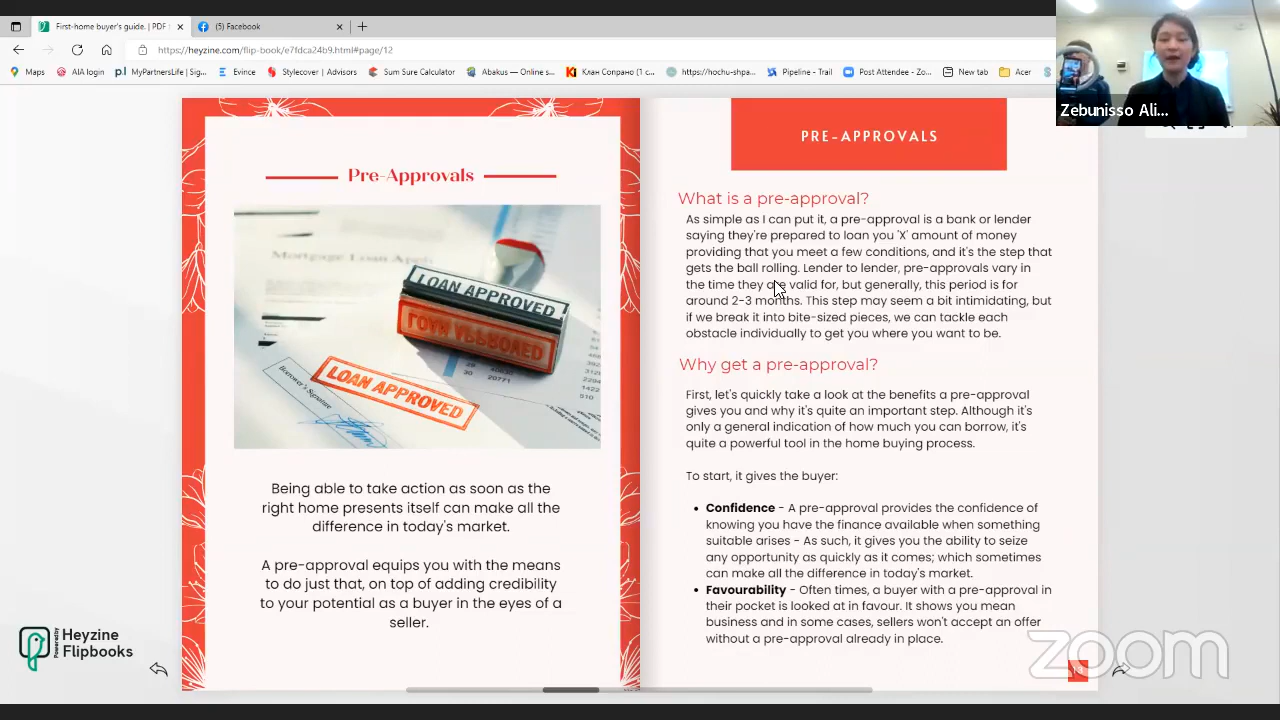 First-home buyer's guide. | PDF
(5) Facebook
https://heyzine.com/flip-book/e7fdca24b9.html#page/12
Maps
AIA login
MyPartnersLife | Sig...
Evince
Stylecover | Advisors
Sum Sure Calculator
Abakus — Online s...
Клан Сопрано (1 с...
https://hochu-shpa...
Pipeline - Trail
Post Attendee - Zo...
New tab
Acer
Zebunisso Ali...
Pre-Approvals
Mortgage Loan Appl
LOAN APPROVED
LOAN APPROVED
Borrower's Signature
Being able to take action as soon as the
right home presents itself can make all the
difference in today's market.
A pre-approval equips you with the means
to do just that, on top of adding credibility
to your potential as a buyer in the eyes of a
seller.
PRE-APPROVALS
What is a pre-approval?
As simple as I can put it, a pre-approval is a bank or lender
saying they're prepared to loan you 'X' amount of money
providing that you meet a few conditions, and it's the step that
gets the ball rolling. Lender to lender, pre-approvals vary in
the time they are valid for, but generally, this period is for
around 2-3 months. This step may seem a bit intimidating, but
if we break it into bite-sized pieces, we can tackle each
obstacle individually to get you where you want to be.
Why get a pre-approval?
First, let's quickly take a look at the benefits a pre-approval
gives you and why it's quite an important step. Although it's
only a general indication of how much you can borrow, it's
quite a powerful tool in the home buying process.
To start, it gives the buyer:
• Confidence - A pre-approval provides the confidence of
knowing you have the finance available when something
suitable arises - As such, it gives you the ability to seize
any opportunity as quickly as it comes; which sometimes
can make all the difference in today's market.
• Favourability - Often times, a buyer with a pre-approval in
their pocket is looked at in favour. It shows you mean
business and in some cases, sellers won't accept an offer
without a pre-approval already in place.
Powered by
Heyzine
Flipbooks
zoom